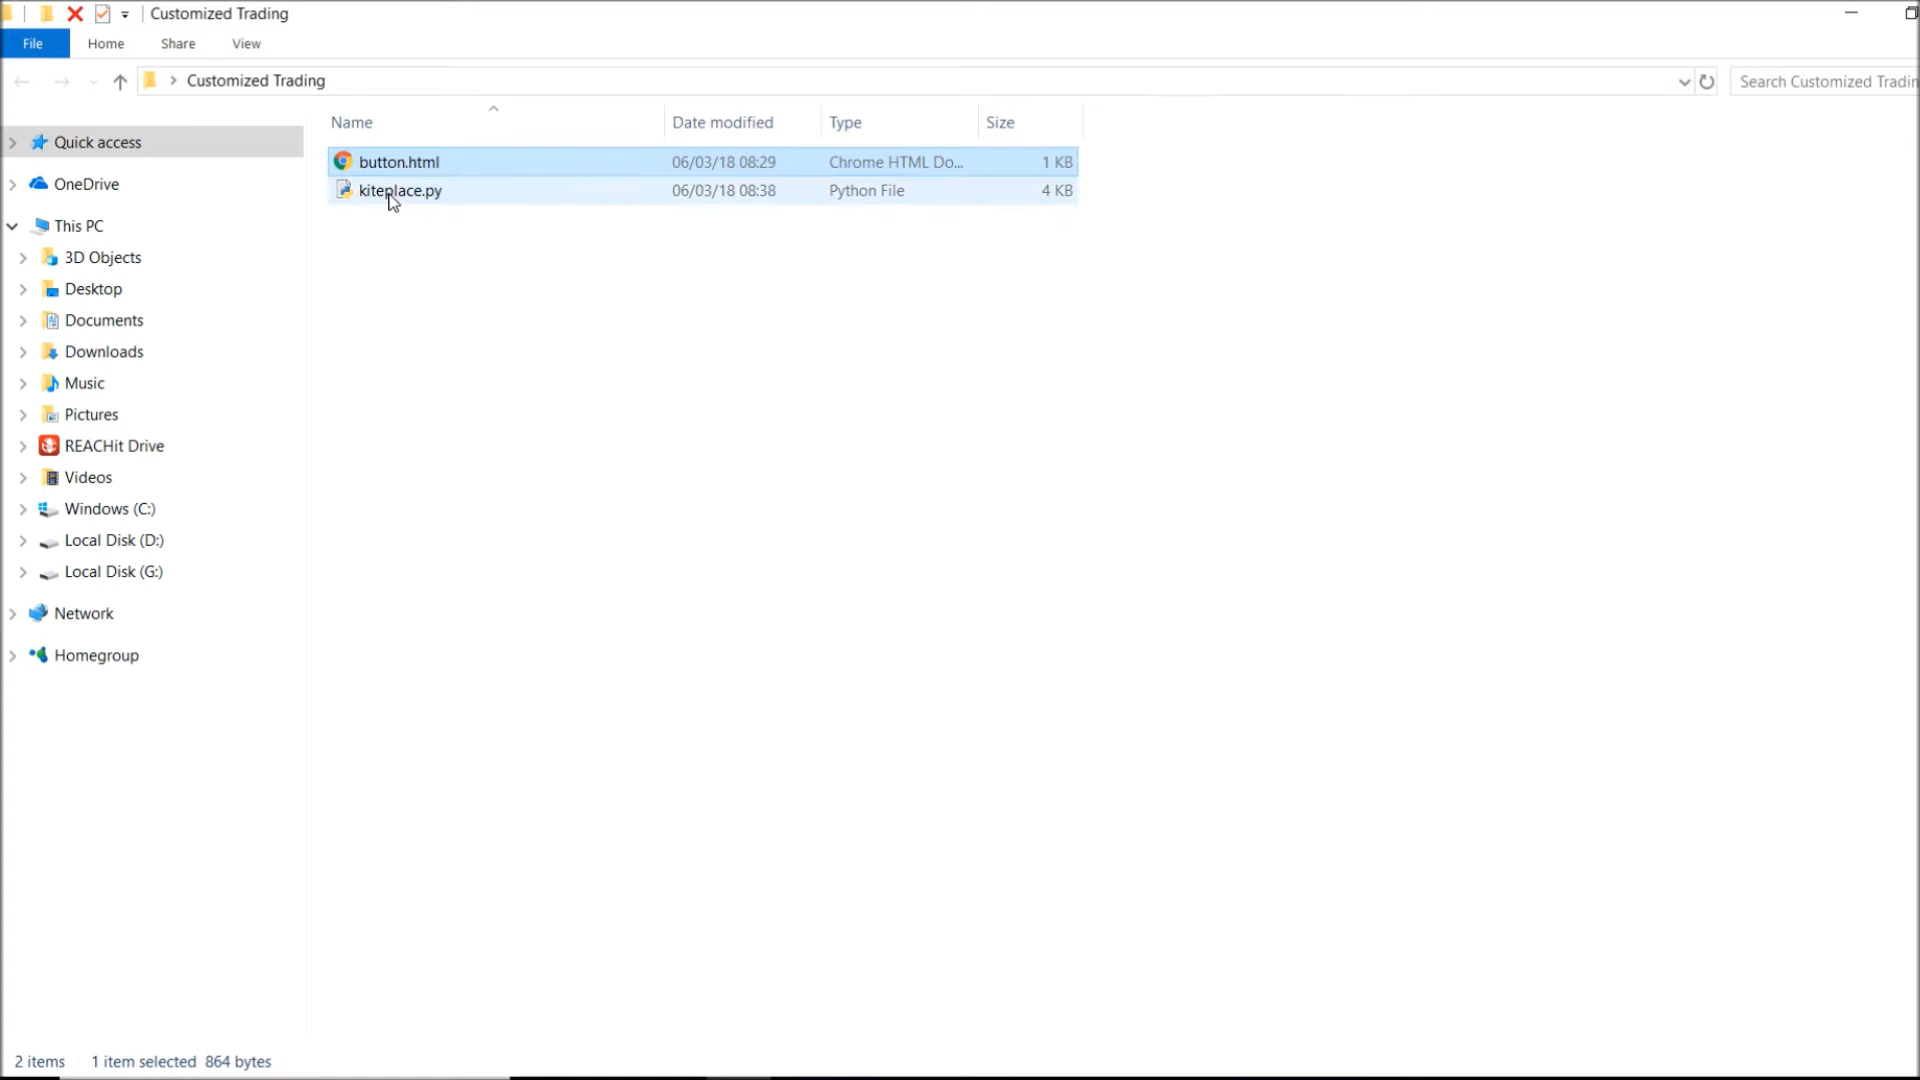 Customized Trading
File Home Share View
Customized Trading
Search Customized Tradin
Name Date modified Type Size
Quick access
button.html 06/03/18 08:29 Chrome HTML Do... 1 KB
kiteplace.py 06/03/18 08:38 Python File 4 KB
OneDrive
This PC
3D Objects
Desktop
Documents
Downloads
Music
Pictures
REACHit Drive
Videos
Windows (C:)
Local Disk (D:)
Local Disk (G:)
Network
Homegroup
2 items 1 item selected 864 bytes